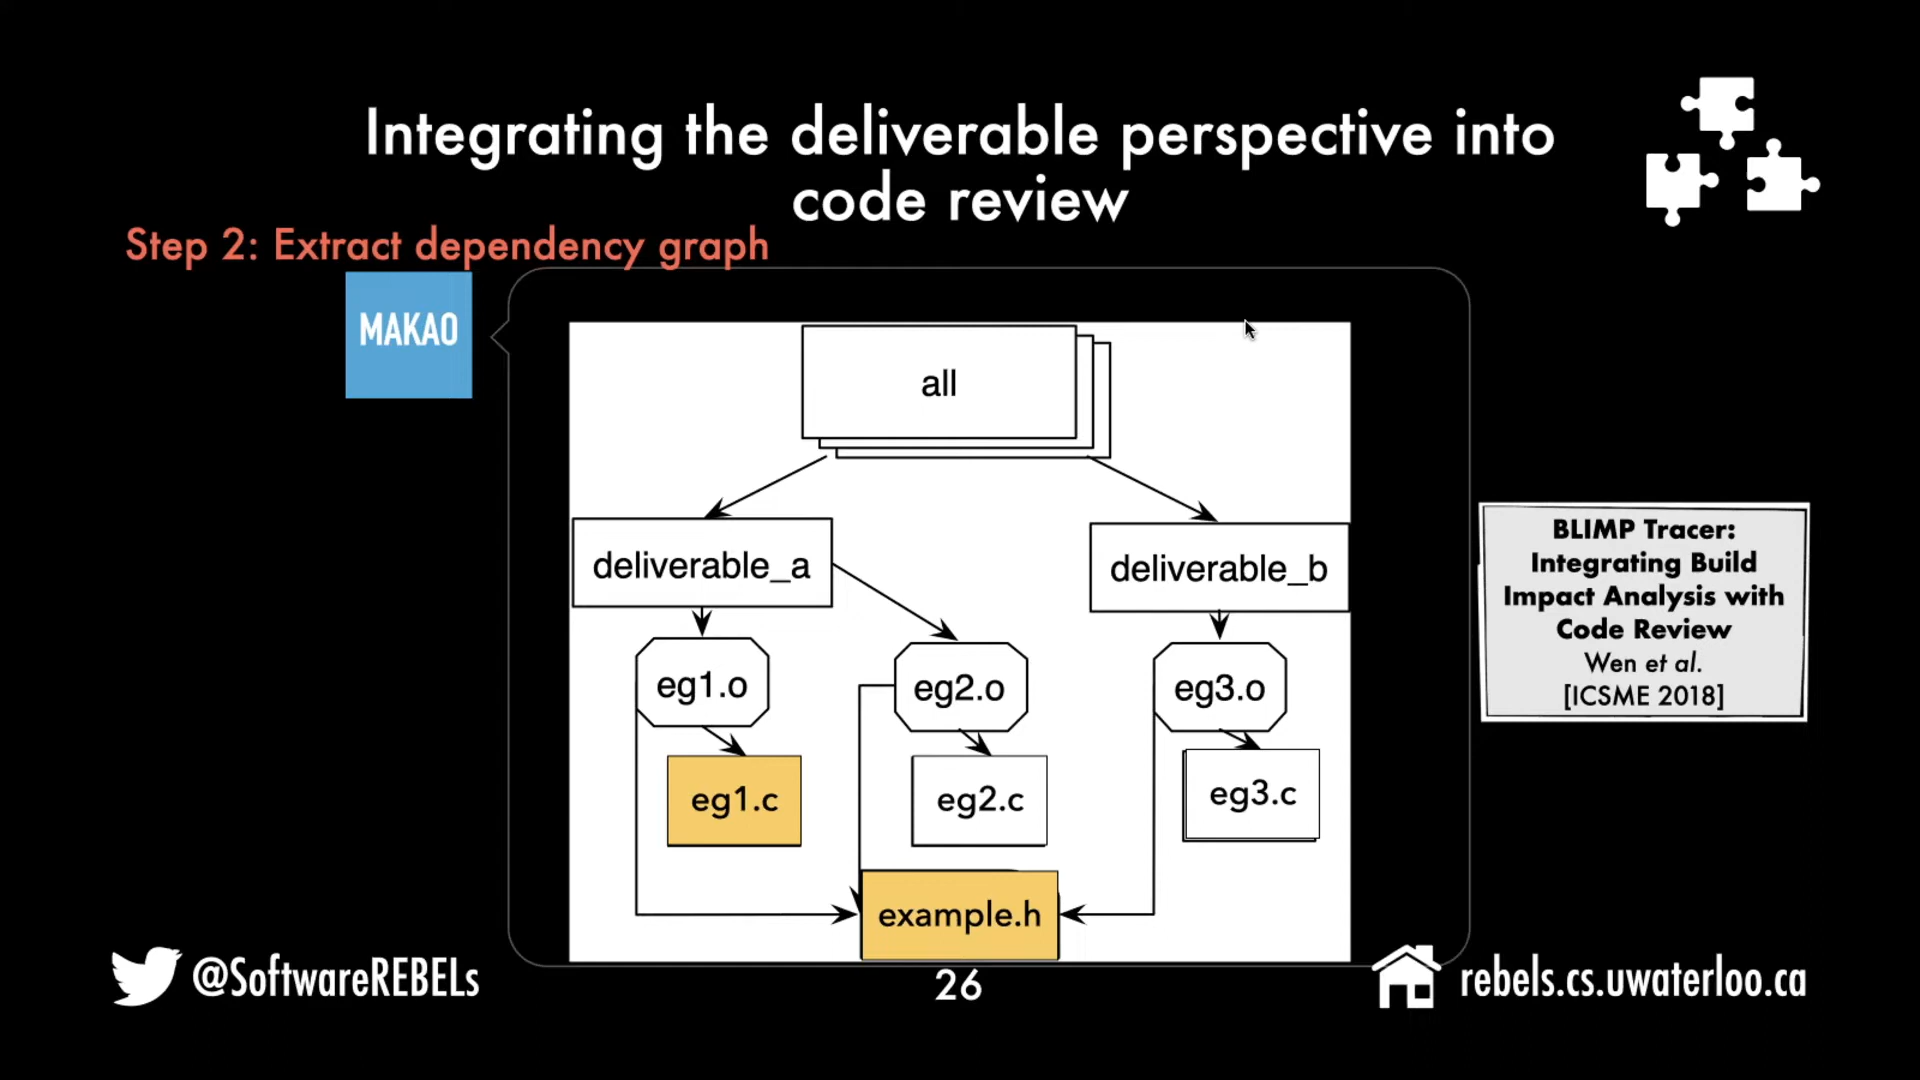 Integrating the deliverable perspective into
code review
Step 2: Extract dependency graph
MAKAO
all
deliverable_a
deliverable_b
eg1.o
eg2.o
eg3.o
eg1.c
eg2.c
eg3.c
example.h
BLIMP Tracer:
Integrating Build
Impact Analysis with
Code Review
Wen et al.
[ICSME 2018]
@SoftwareREBELs
26
rebels.cs.uwaterloo.ca